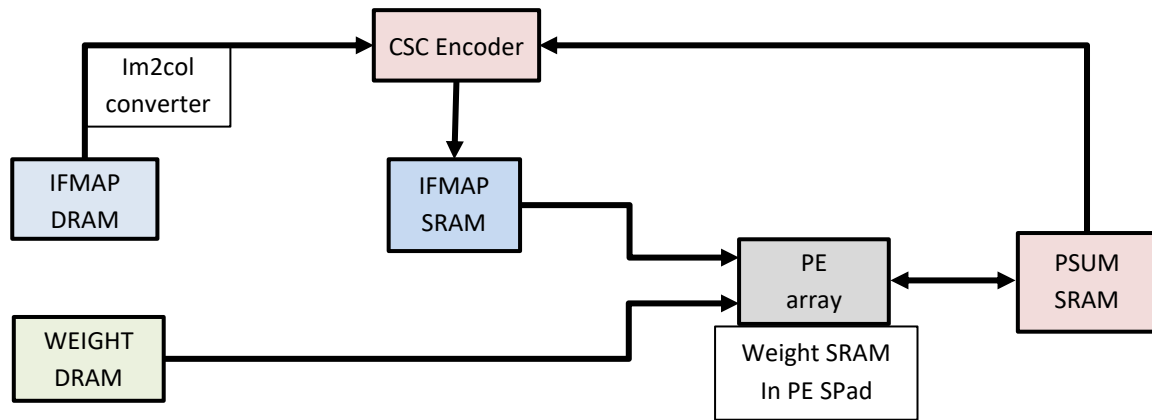 CSC Encoder
Im2col
converter
IFMAP
DRAM
IFMAP
SRAM
PE
array
PSUM
SRAM
WEIGHT
DRAM
Weight SRAM
In PE SPad